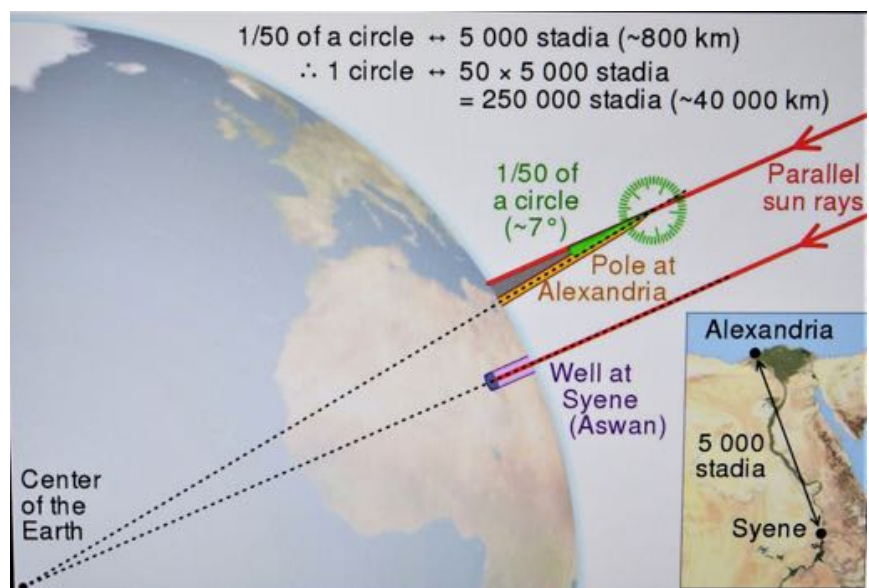 1/50 of a circle ↔ 5 000 stadia (~800 km)
∴ 1 circle ↔ 50 × 5 000 stadia
= 250 000 stadia (~40 000 km)
1/50 of
a circle
(~7°)
Parallel
sun rays
Pole at
Alexandria
Well at
Syene
(Aswan)
Center
of the
Earth
Alexandria
5 000
stadia
Syene